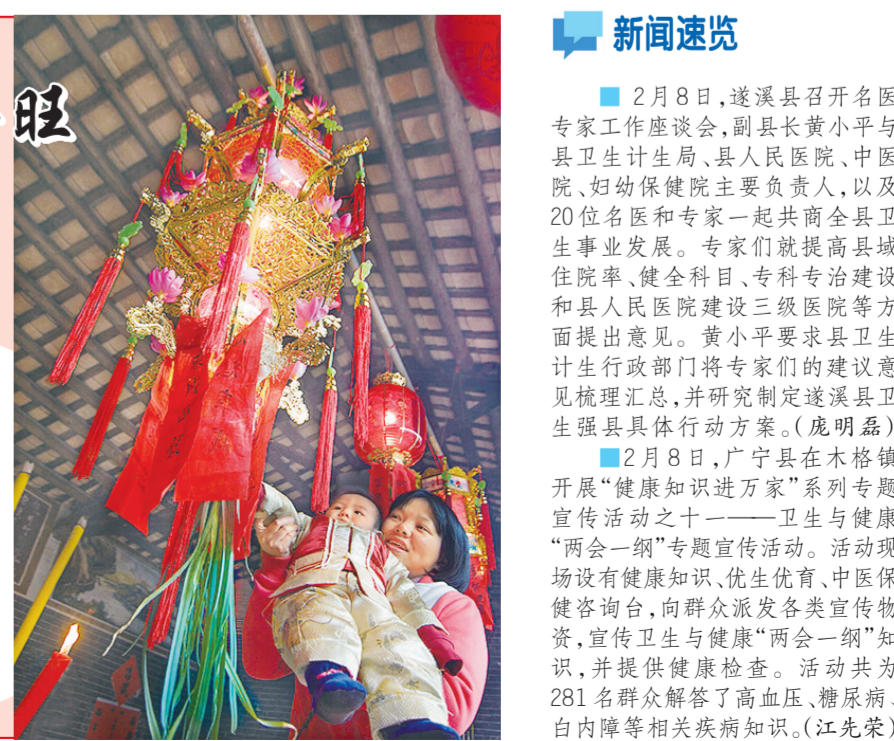 旺
新闻速览
■ 2月8日,遂溪县召开名医
专家工作座谈会,副县长黄小平与
县卫生计生局、县人民医院、中医
院、妇幼保健院主要负责人,以及
20位名医和专家一起共商全县卫
生事业发展。专家们就提高县域
住院率、健全科目、专科专治建设
和县人民医院建设三级医院等方
面提出意见。黄小平要求县卫生
计生行政部门将专家们的建议意
见梳理汇总,并研究制定遂溪县卫
生强县具体行动方案。(庞明磊)
■2月8日,广宁县在木格镇
开展“健康知识进万家”系列专题
宣传活动之十一——卫生与健康
“两会一纲”专题宣传活动。活动现
场设有健康知识、优生优育、中医保
健咨询台,向群众派发各类宣传物
资,宣传卫生与健康“两会一纲”知
识,并提供健康检查。活动共为
281名群众解答了高血压、糖尿病、
白内障等相关疾病知识。(江先荣)